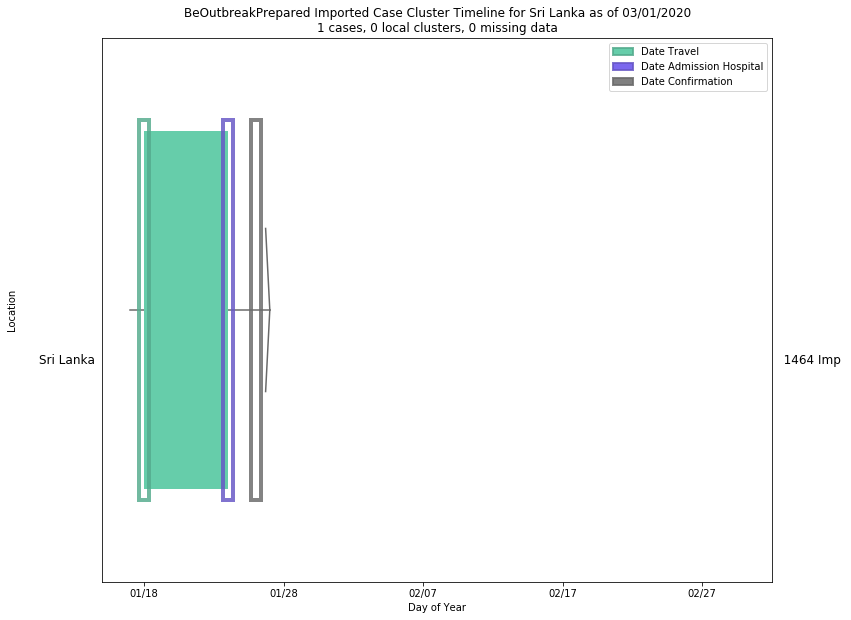 BeOutbreakPrepared Imported Case Cluster Timeline for Sri Lanka as of 03/01/2020
1 cases, 0 local clusters, 0 missing data
Date Travel
Date Admission Hospital
Date Confirmation
Location
Sri Lanka
1464 Imp
01/18
01/28
02/07
02/17
02/27
Day of Year